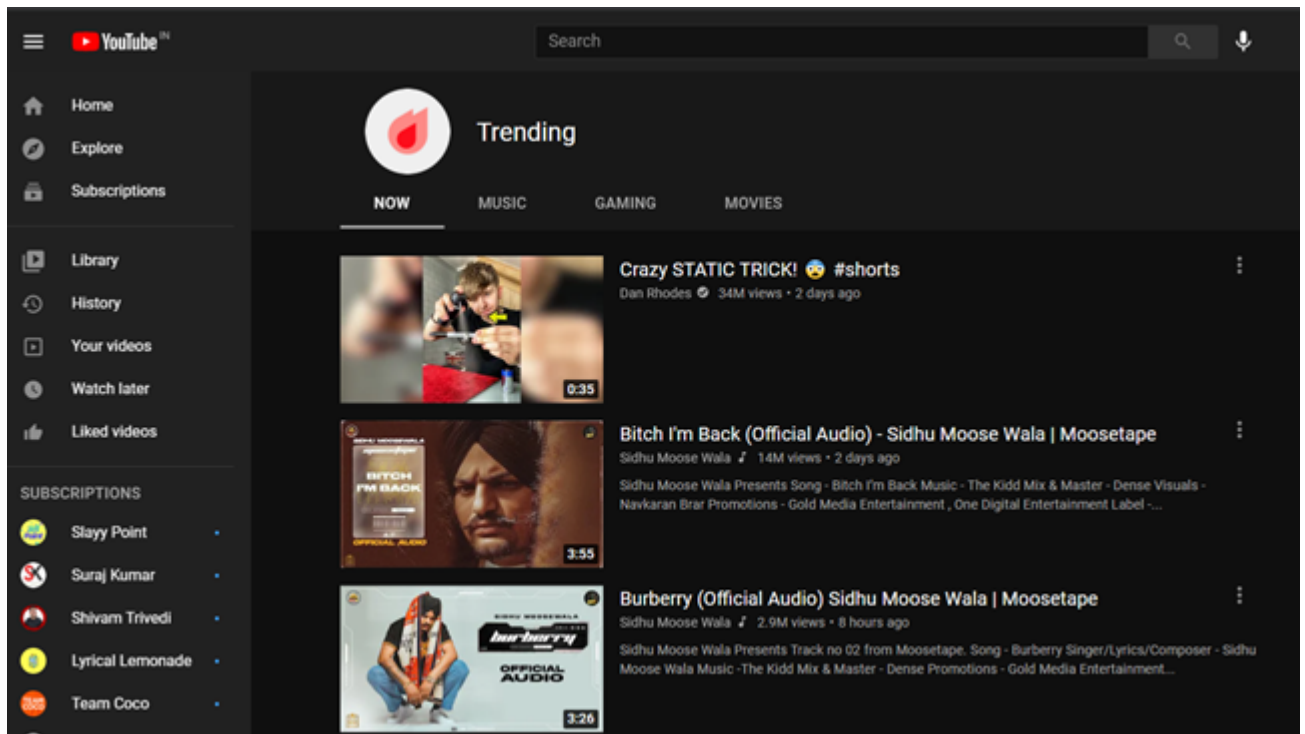 YouTube IN
Search
Home
Explore
Subscriptions
Library
History
Your videos
Watch later
Liked videos
SUBSCRIPTIONS
Slayy Point
Suraj Kumar
Shivam Trivedi
Lyrical Lemonade
Team Coco
Trending
NOW MUSIC GAMING MOVIES
0:35
Crazy STATIC TRICK! 😨 #shorts
Dan Rhodes 34M views • 2 days ago
SIDHU MOOSEWALA
BITCH
I'M BACK
OFFICIAL AUDIO
3:55
Bitch I'm Back (Official Audio) - Sidhu Moose Wala | Moosetape
Sidhu Moose Wala 14M views • 2 days ago
Sidhu Moose Wala Presents Song - Bitch I'm Back Music - The Kidd Mix & Master - Dense Visuals -
Navkaran Brar Promotions - Gold Media Entertainment , One Digital Entertainment Label -...
SIDHU MOOSEWALA
burberry
OFFICIAL
AUDIO
3:26
Burberry (Official Audio) Sidhu Moose Wala | Moosetape
Sidhu Moose Wala 2.9M views • 8 hours ago
Sidhu Moose Wala Presents Track no 02 from Moosetape. Song - Burberry Singer/Lyrics/Composer - Sidhu
Moose Wala Music -The Kidd Mix & Master - Dense Promotions - Gold Media Entertainment...